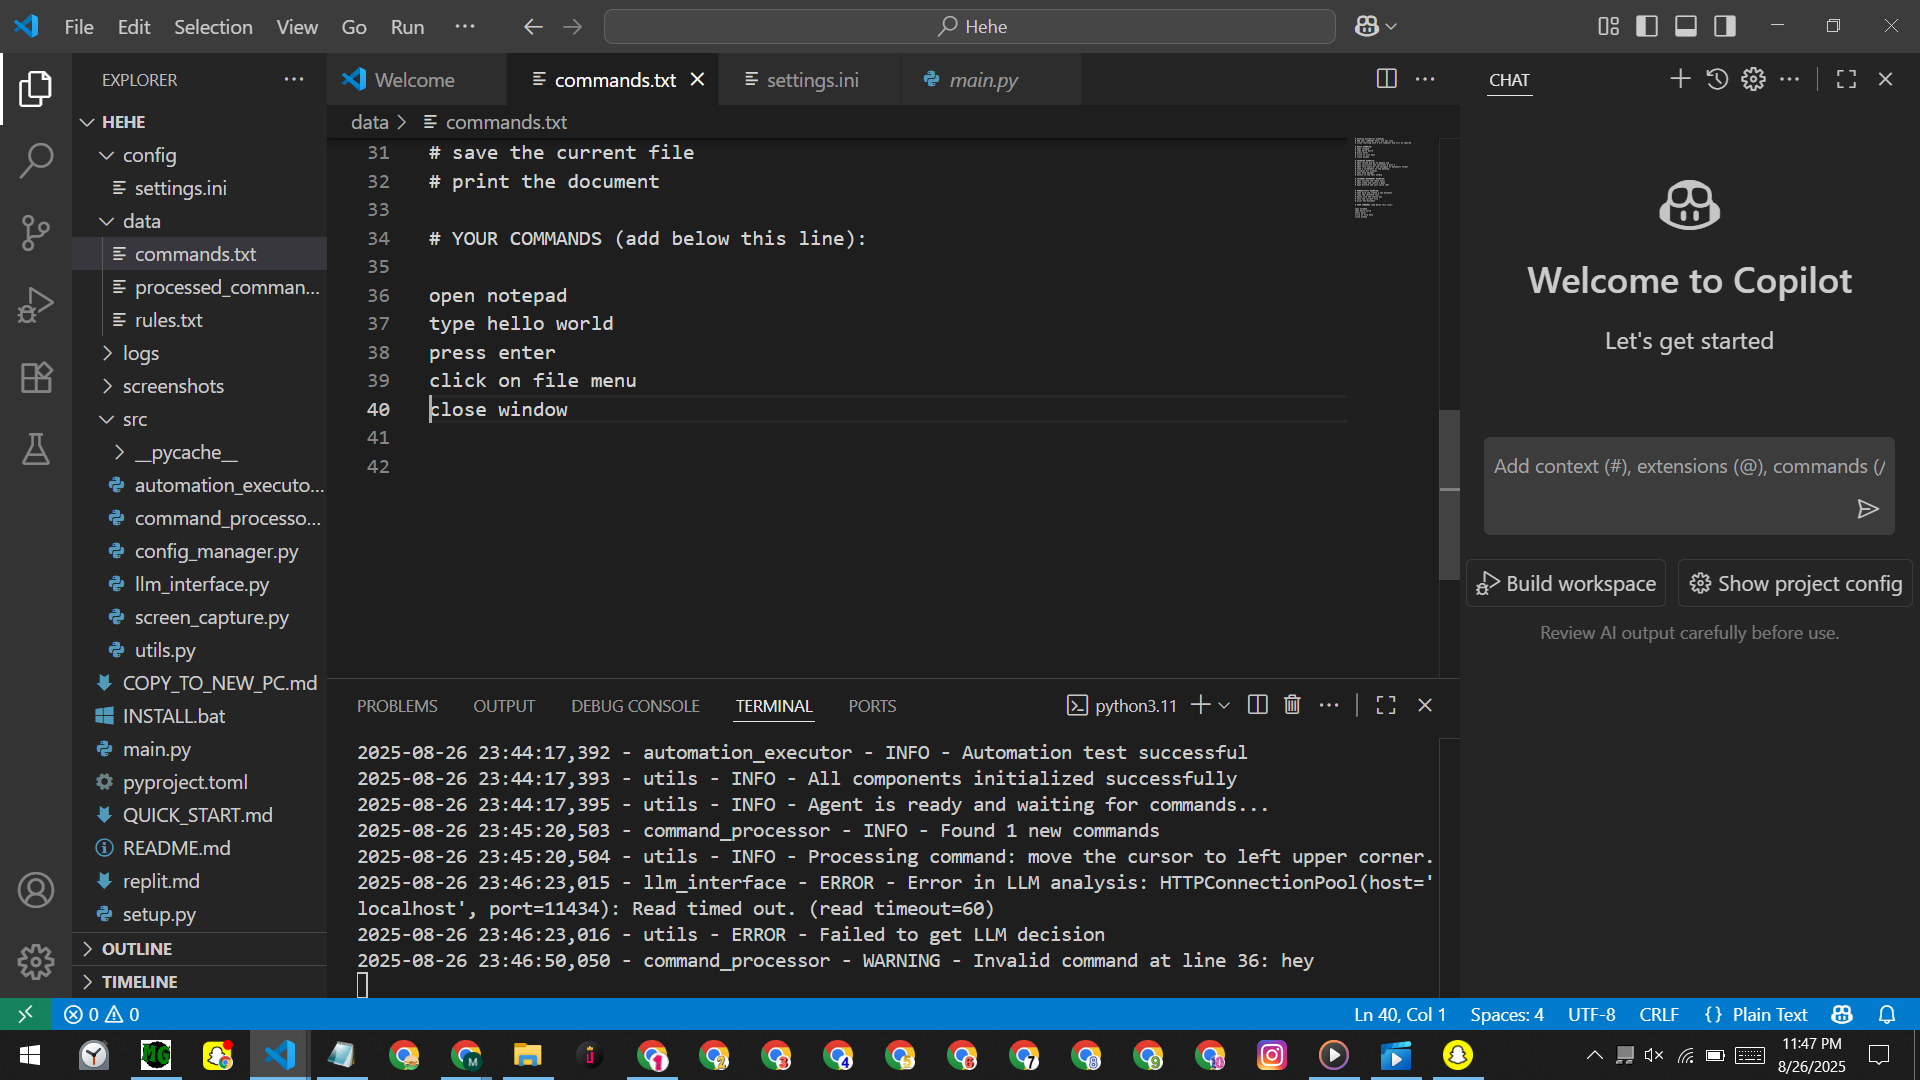 File Edit Selection View Go Run ···
Hehe
EXPLORER
HEHE
config
settings.ini
data
commands.txt
processed_comman...
rules.txt
logs
screenshots
src
__pycache__
automation_executo...
command_processo...
config_manager.py
llm_interface.py
screen_capture.py
utils.py
COPY_TO_NEW_PC.md
INSTALL.bat
main.py
pyproject.toml
QUICK_START.md
README.md
replit.md
setup.py
OUTLINE
TIMELINE
Welcome commands.txt settings.ini main.py
data > commands.txt
31 # save the current file
32 # print the document
33
34 # YOUR COMMANDS (add below this line):
35
36 open notepad
37 type hello world
38 press enter
39 click on file menu
40 close window
41
42
PROBLEMS OUTPUT DEBUG CONSOLE TERMINAL PORTS python3.11
2025-08-26 23:44:17,392 - automation_executor - INFO - Automation test successful
2025-08-26 23:44:17,393 - utils - INFO - All components initialized successfully
2025-08-26 23:44:17,395 - utils - INFO - Agent is ready and waiting for commands...
2025-08-26 23:45:20,503 - command_processor - INFO - Found 1 new commands
2025-08-26 23:45:20,504 - utils - INFO - Processing command: move the cursor to left upper corner.
2025-08-26 23:46:23,015 - llm_interface - ERROR - Error in LLM analysis: HTTPConnectionPool(host='
localhost', port=11434): Read timed out. (read timeout=60)
2025-08-26 23:46:23,016 - utils - ERROR - Failed to get LLM decision
2025-08-26 23:46:50,050 - command_processor - WARNING - Invalid command at line 36: hey
CHAT
Welcome to Copilot
Let's get started
Add context (#), extensions (@), commands (/
Build workspace Show project config
Review AI output carefully before use.
0 0 Ln 40, Col 1 Spaces: 4 UTF-8 CRLF {} Plain Text
11:47 PM
8/26/2025